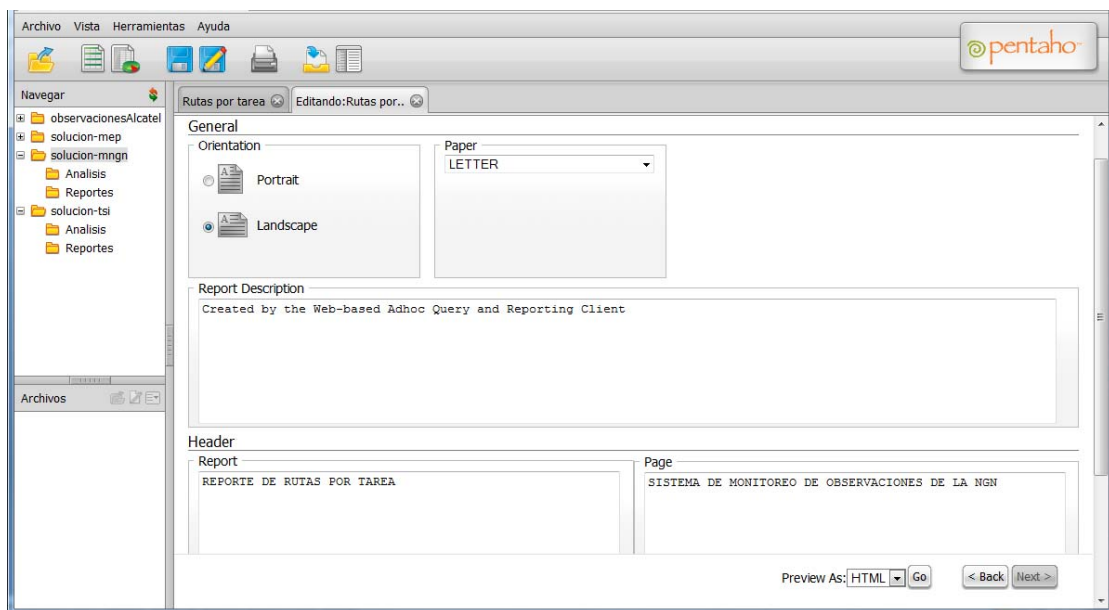 Archivo Vista Herramientas Ayuda
pentaho
Navegar
Rutas por tarea Editando:Rutas por..
observacionesAlcatel
solucion-mep
solucion-mngn
Analisis
Reportes
solucion-tsi
Analisis
Reportes
Archivos
General
Orientation
Portrait
Landscape
Paper
LETTER
Report Description
Created by the Web-based Adhoc Query and Reporting Client
Header
Report
REPORTE DE RUTAS POR TAREA
Page
SISTEMA DE MONITOREO DE OBSERVACIONES DE LA NGN
Preview As: HTML Go < Back Next >